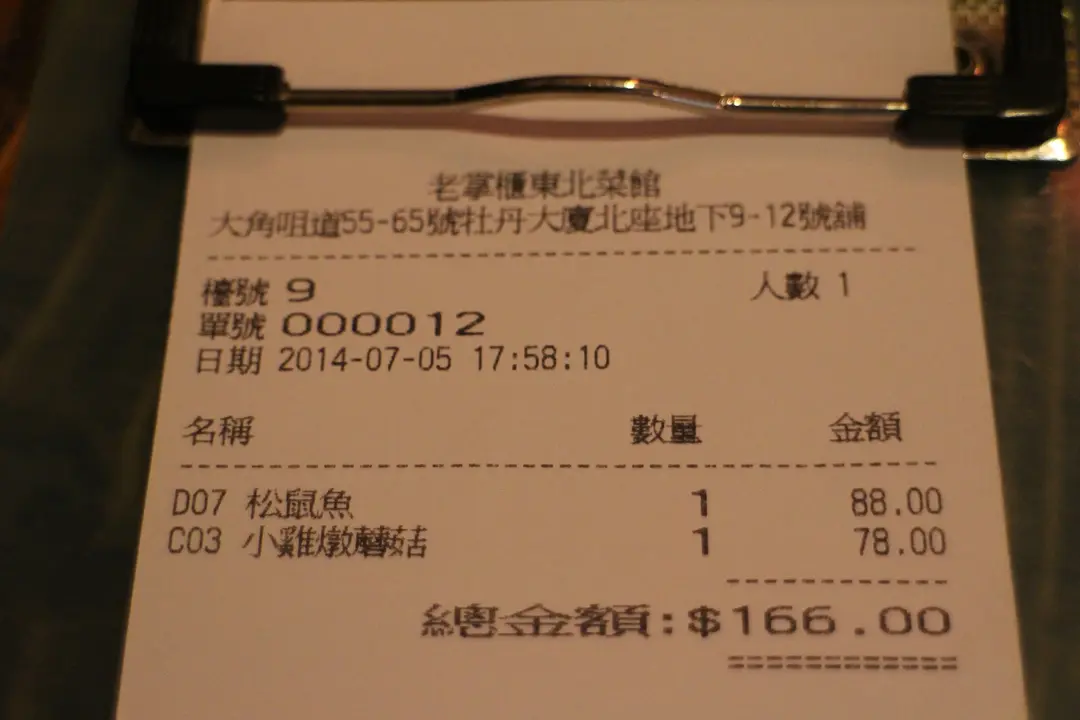 老掌櫃東北菜館
大角咀道55-65號牡丹大廈北座地下9-12號舖
檯號 9 人數 1
單號 000012
日期 2014-07-05 17:58:10
名稱 數量 金額
D07 松鼠魚 1 88.00
C03 小雞燉蘑菇 1 78.00
總金額:$166.00